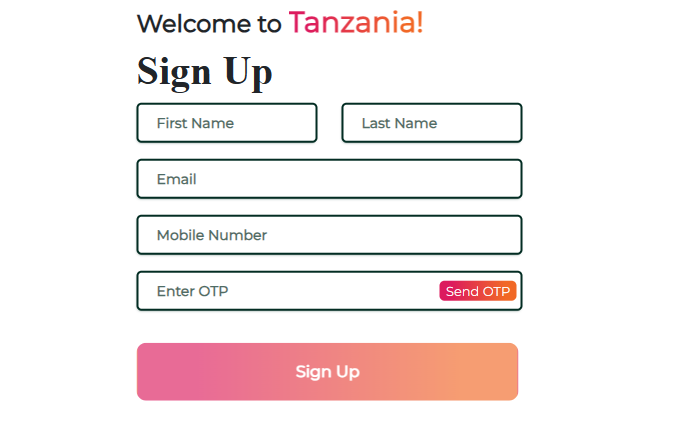 Welcome to Tanzania!
Sign Up
First Name Last Name
Email
Mobile Number
Enter OTP Send OTP
Sign Up